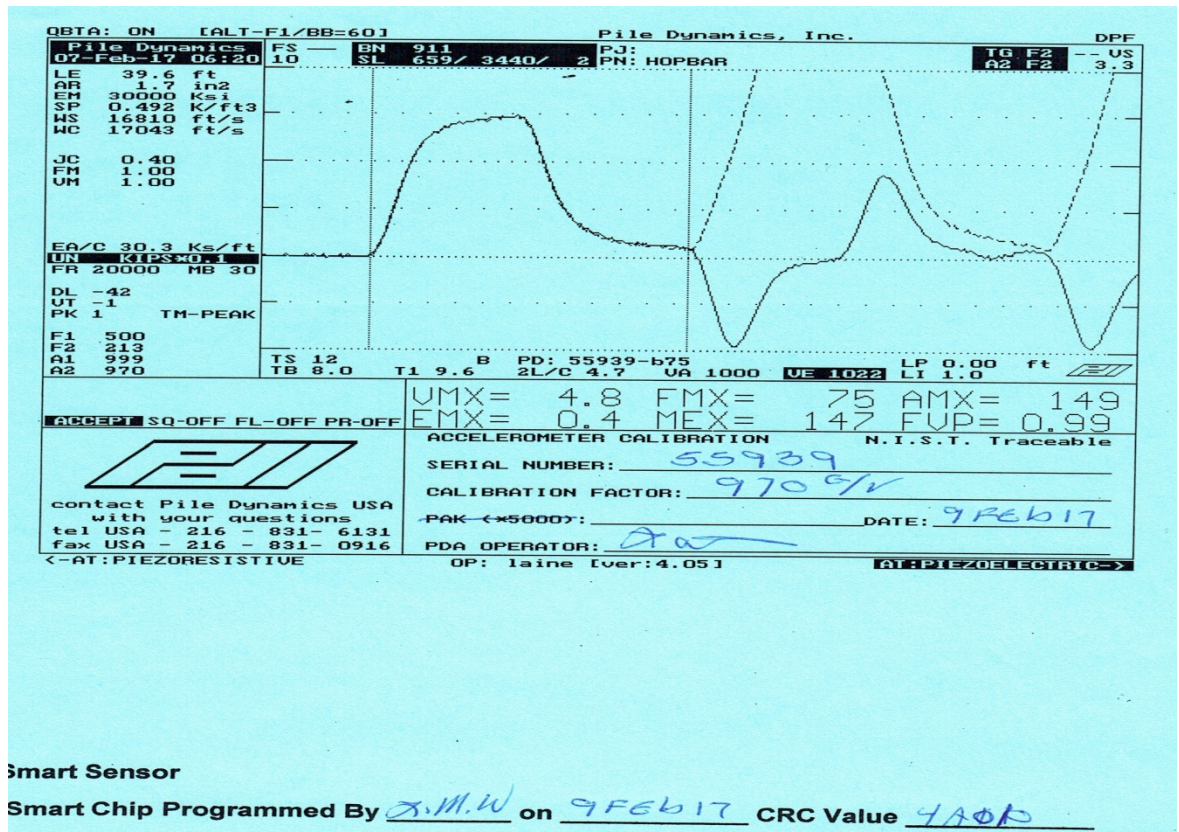 QBTA: ON [ALT-F1/BB=60] Pile Dynamics, Inc. DPF
Pile Dynamics FS — BN 911 PJ: TG F2 -- VS
07-Feb-17 06:20 10 SL 659/ 3440/ 2 PN: HOPBAR A2 F2 3.3
LE 39.6 ft
AR 1.7 in2
EM 30000 Ksi
SP 0.492 K/ft3
WS 16810 ft/s
WC 17043 ft/s
JC 0.40
FM 1.00
VM 1.00
EA/C 30.3 Ks/ft
UN KIPS*0.1
FR 20000 MB 30
DL -42
VT -1
PK 1 TM-PEAK
F1 500
F2 213
A1 999
A2 970
TS 12 B PD: 55939-b75 LP 0.00 ft
TB 8.0 T1 9.6 2L/C 4.7 VA 1000 VE 1022 LI 1.0
VMX= 4.8 FMX= 75 AMX= 149
EMX= 0.4 MEX= 147 FVP= 0.99
ACCEPT SQ-OFF FL-OFF PR-OFF
ACCELEROMETER CALIBRATION N.I.S.T. Traceable
SERIAL NUMBER: 55939
CALIBRATION FACTOR: 970 G/V
PAK (*5000): DATE: 9FEb17
PDA OPERATOR:
contact Pile Dynamics USA
with your questions
tel USA - 216 - 831- 6131
fax USA - 216 - 831- 0916
<-AT:PIEZORESISTIVE OP: laine [ver:4.05] AT:PIEZOELECTRIC->
Smart Sensor
Smart Chip Programmed By on 9FEb17 CRC Value